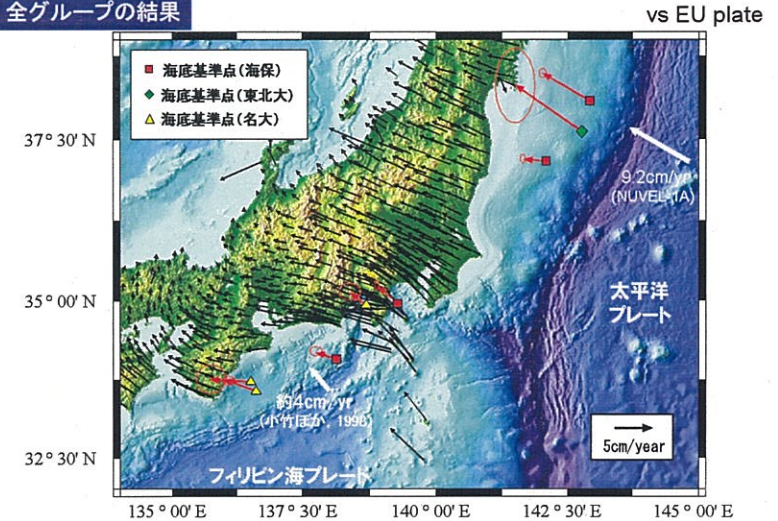 全グループの結果
vs EU plate
海底基準点(海保)
海底基準点(東北大)
海底基準点(名大)
37° 30' N
9.2cm/yr
(NUVEL-1A)
太平洋
プレート
35° 00' N
約4cm/yr
(小竹ほか, 1998)
5cm/year
32° 30' N
フィリピン海プレート
135° 00' E
137° 30' E
140° 00' E
142° 30' E
145° 00' E